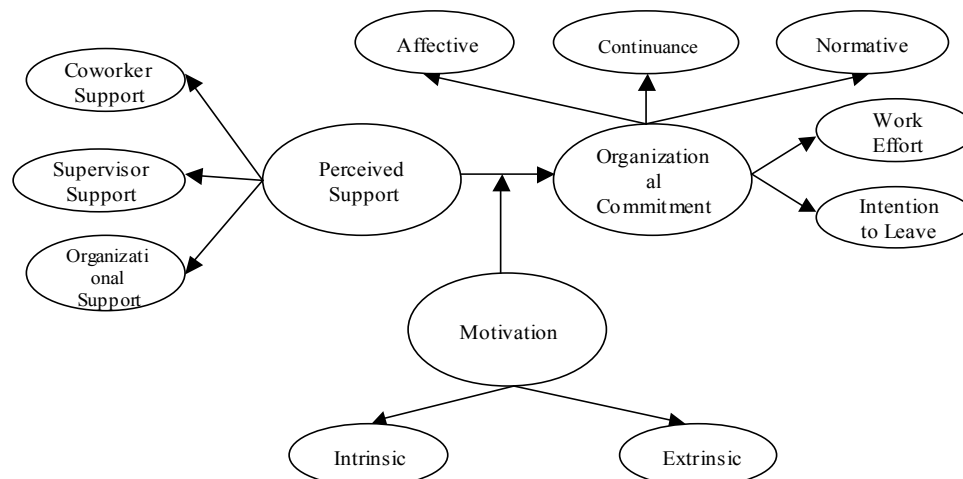 Affective
Continuance
Normative
Coworker
Support
Supervisor
Support
Organizati
onal
Support
Perceived
Support
Organization
al
Commitment
Work
Effort
Intention
to Leave
Motivation
Intrinsic
Extrinsic